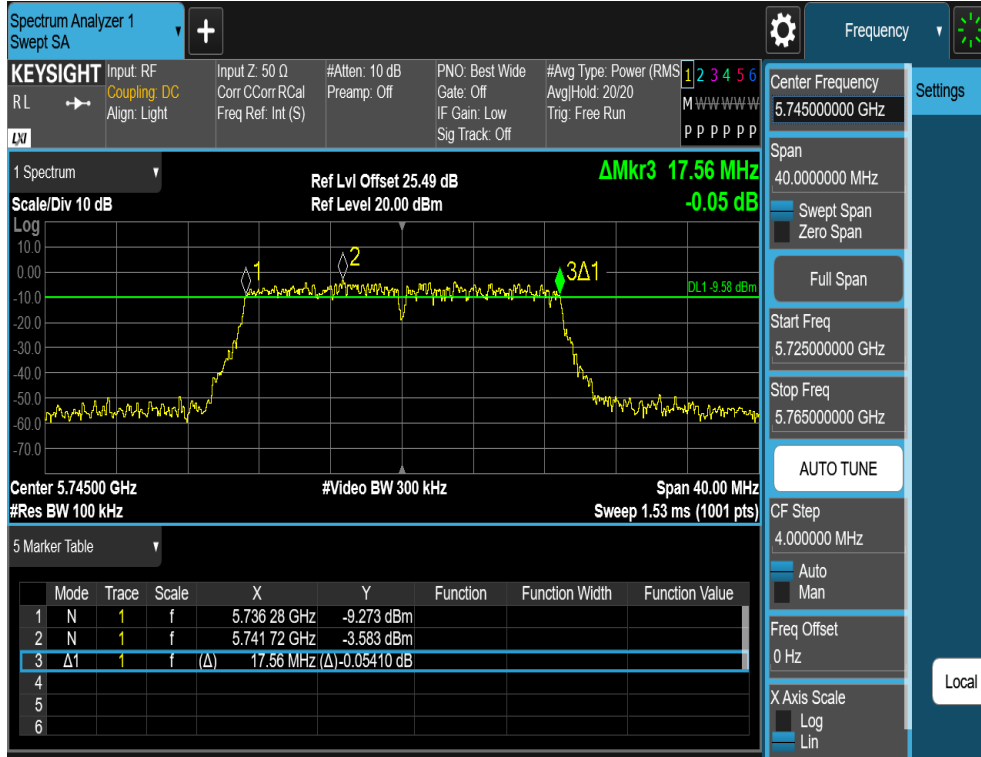 Spectrum Analyzer 1
Swept SA
Frequency
KEYSIGHT
R L
LXI
Input: RF
Coupling: DC
Align: Light
Input Z: 50 Ω
Corr CCorr RCal
Freq Ref: Int (S)
#Atten: 10 dB
Preamp: Off
PNO: Best Wide
Gate: Off
IF Gain: Low
Sig Track: Off
#Avg Type: Power (RMS
Avg|Hold: 20/20
Trig: Free Run
1 2 3 4 5 6
M W W W W W
P P P P P P
1 Spectrum
Scale/Div 10 dB
Ref Lvl Offset 25.49 dB
Ref Level 20.00 dBm
ΔMkr3 17.56 MHz
-0.05 dB
Log
10.0
0.00
-10.0
-20.0
-30.0
-40.0
-50.0
-60.0
-70.0
1
2
3Δ1
DL1 -9.58 dBm
Center 5.74500 GHz
#Video BW 300 kHz
Span 40.00 MHz
#Res BW 100 kHz
Sweep 1.53 ms (1001 pts)
5 Marker Table
Mode Trace Scale X Y Function Function Width Function Value
1 N 1 f 5.736 28 GHz -9.273 dBm
2 N 1 f 5.741 72 GHz -3.583 dBm
3 Δ1 1 f (Δ) 17.56 MHz (Δ) -0.05410 dB
4
5
6
Center Frequency
5.745000000 GHz
Span
40.0000000 MHz
Swept Span
Zero Span
Full Span
Start Freq
5.725000000 GHz
Stop Freq
5.765000000 GHz
AUTO TUNE
CF Step
4.000000 MHz
Auto
Man
Freq Offset
0 Hz
X Axis Scale
Log
Lin
Settings
Local